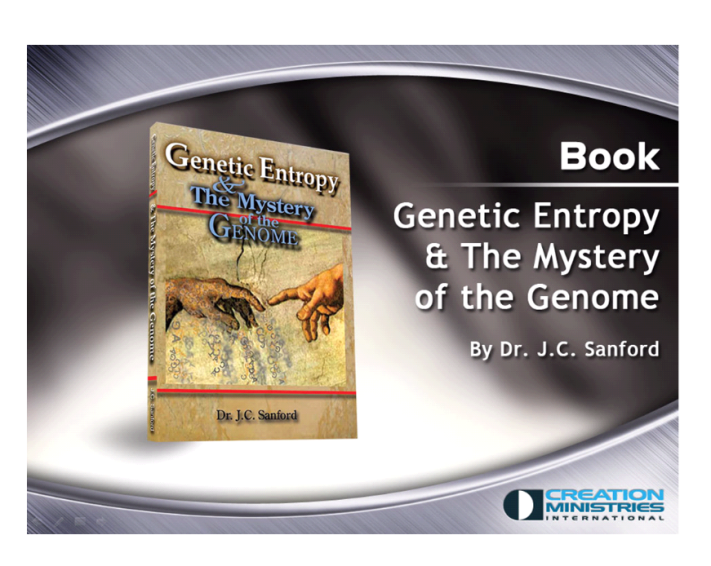 Genetic Entropy
&
The Mystery
of the
GENOME
Dr. J.C. Sanford
Book
Genetic Entropy
& The Mystery
of the Genome
By Dr. J.C. Sanford
CREATION
MINISTRIES
INTERNATIONAL